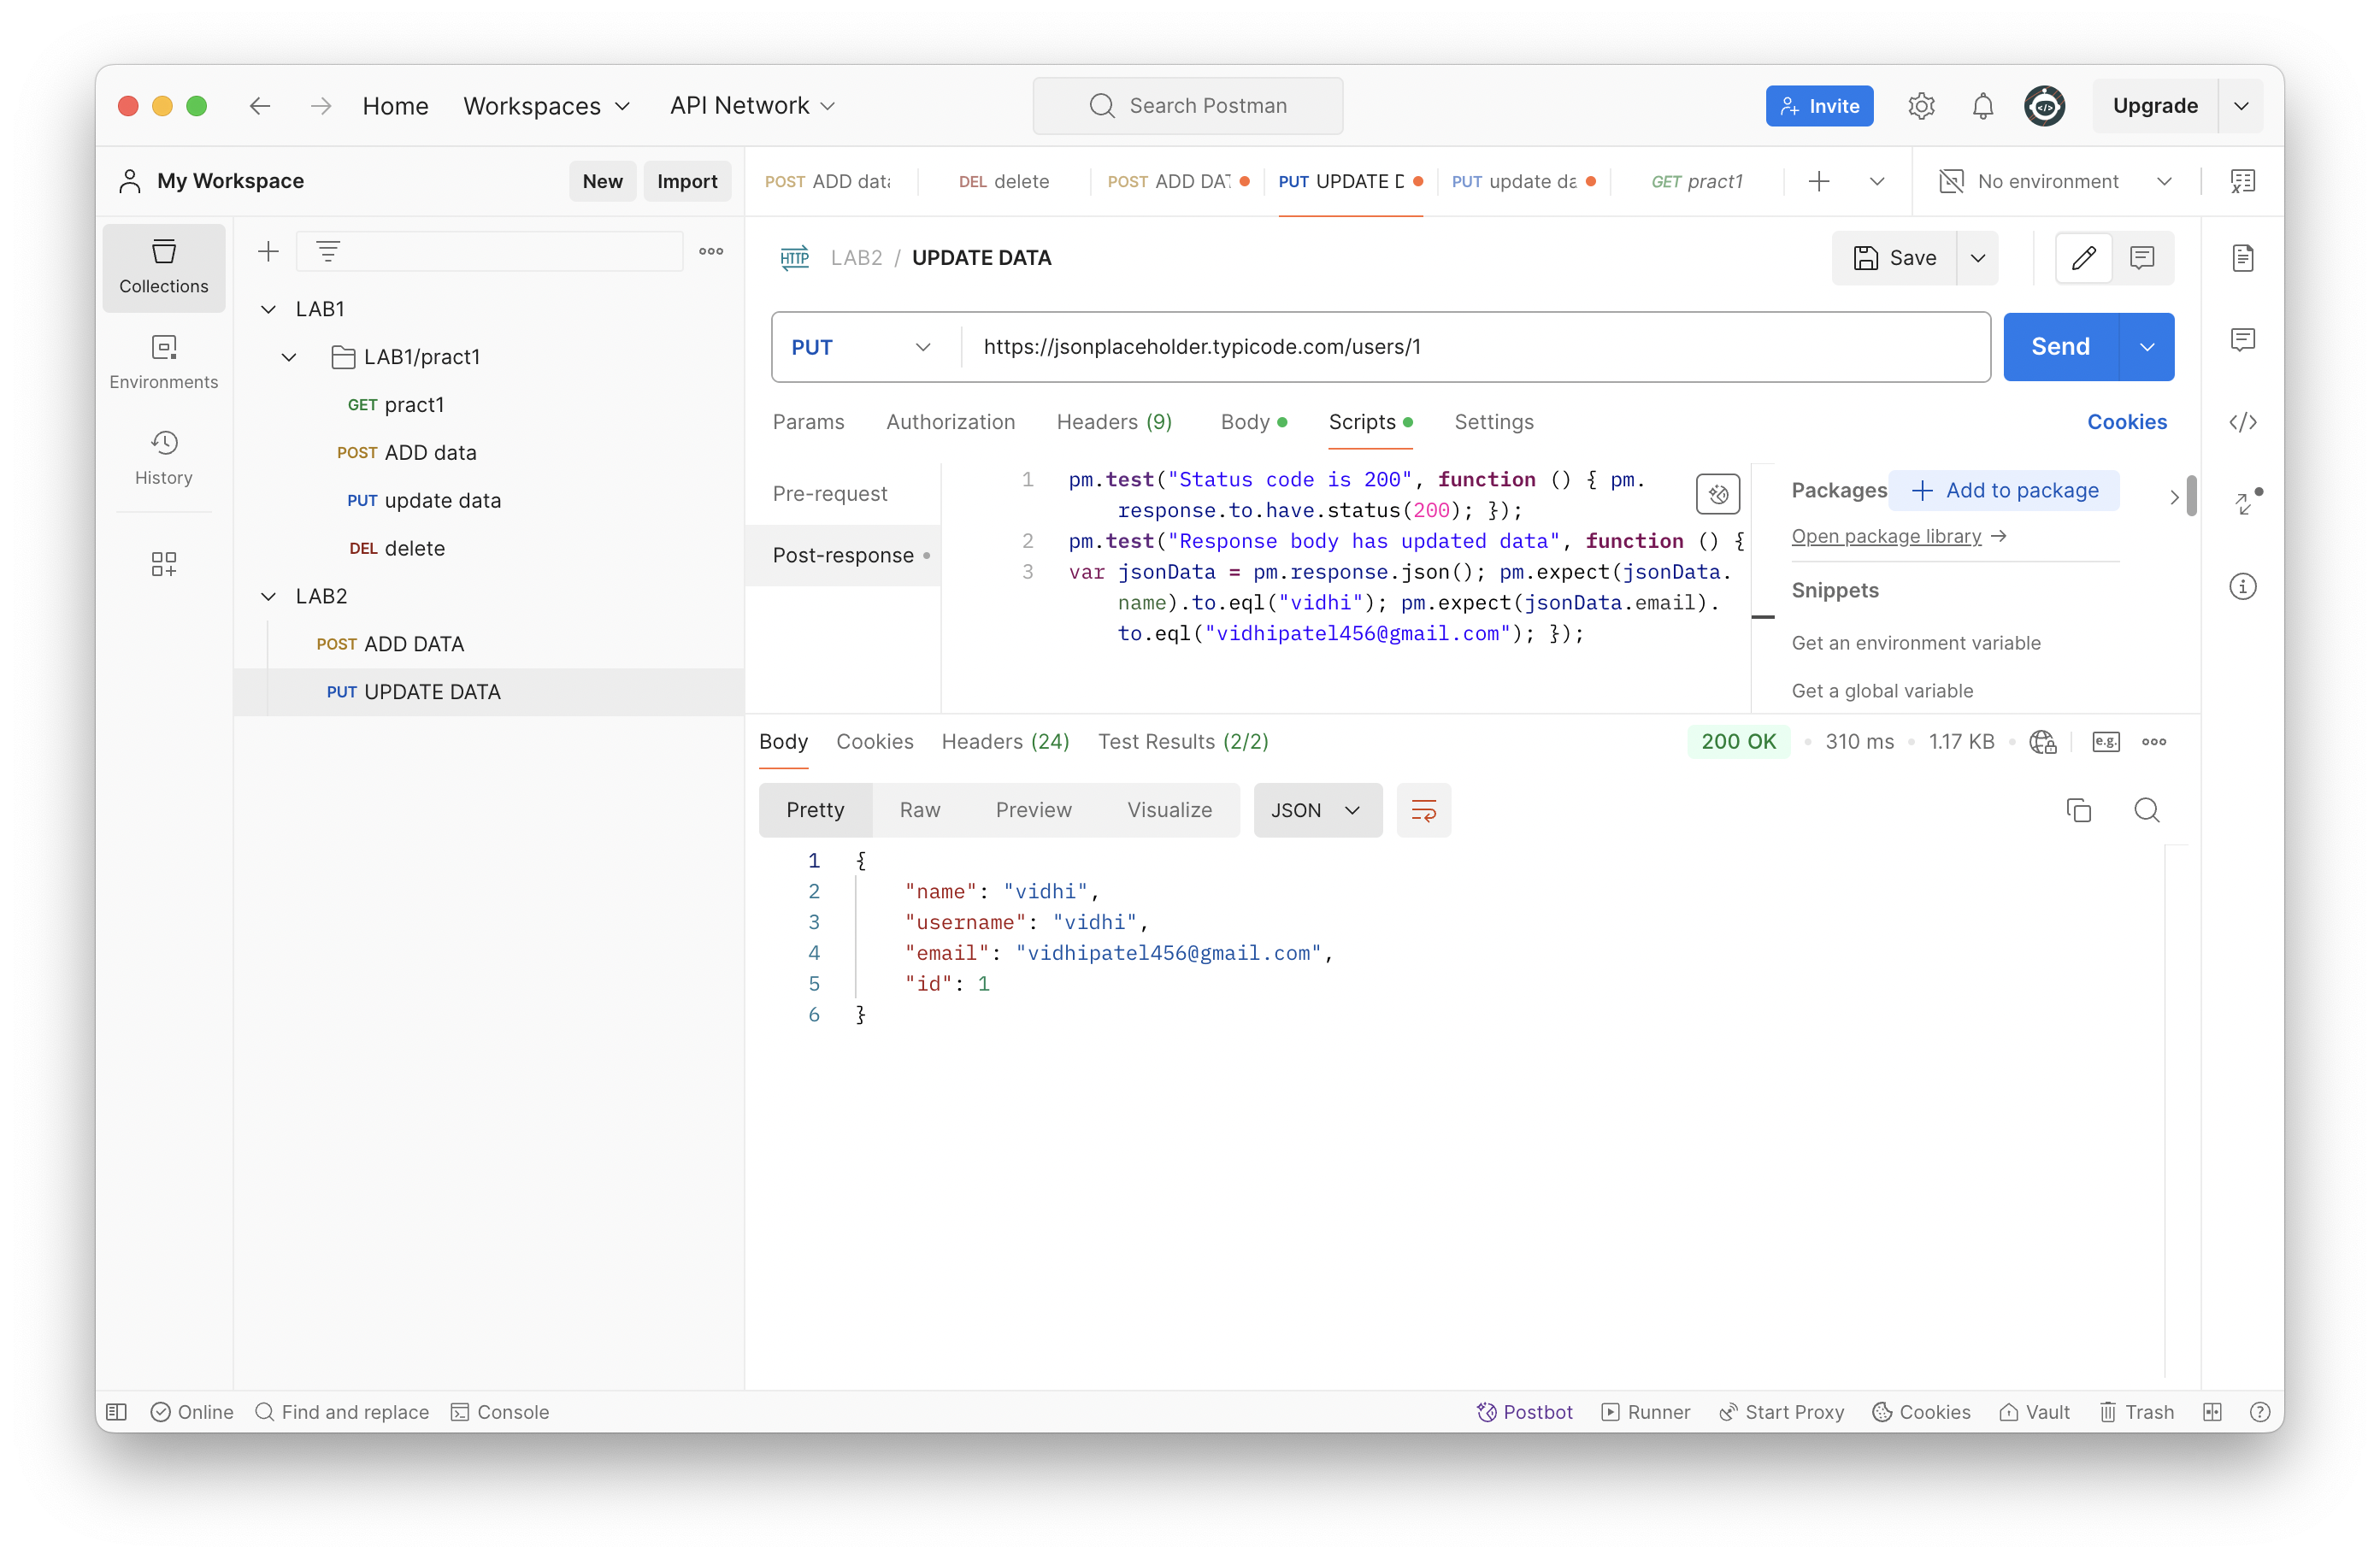 Home
Workspaces
API Network
Search Postman
Invite
Upgrade
My Workspace
New
Import
POST ADD data
DEL delete
POST ADD DAT
PUT UPDATE D
PUT update da
GET pract1
No environment
Collections
Environments
History
LAB1
LAB1/pract1
GET pract1
POST ADD data
PUT update data
DEL delete
LAB2
POST ADD DATA
PUT UPDATE DATA
HTTP
LAB2 / UPDATE DATA
Save
PUT
https://jsonplaceholder.typicode.com/users/1
Send
Params
Authorization
Headers (9)
Body
Scripts
Settings
Cookies
Pre-request
Post-response
1 pm.test("Status code is 200", function () { pm.
response.to.have.status(200); });
2 pm.test("Response body has updated data", function () {
3 var jsonData = pm.response.json(); pm.expect(jsonData.
name).to.eql("vidhi"); pm.expect(jsonData.email).
to.eql("vidhipatel456@gmail.com"); });
Packages
Add to package
Open package library →
Snippets
Get an environment variable
Get a global variable
Body
Cookies
Headers (24)
Test Results (2/2)
200 OK
310 ms
1.17 KB
e.g.
Pretty
Raw
Preview
Visualize
JSON
1 {
2 "name": "vidhi",
3 "username": "vidhi",
4 "email": "vidhipatel456@gmail.com",
5 "id": 1
6 }
Online
Find and replace
Console
Postbot
Runner
Start Proxy
Cookies
Vault
Trash